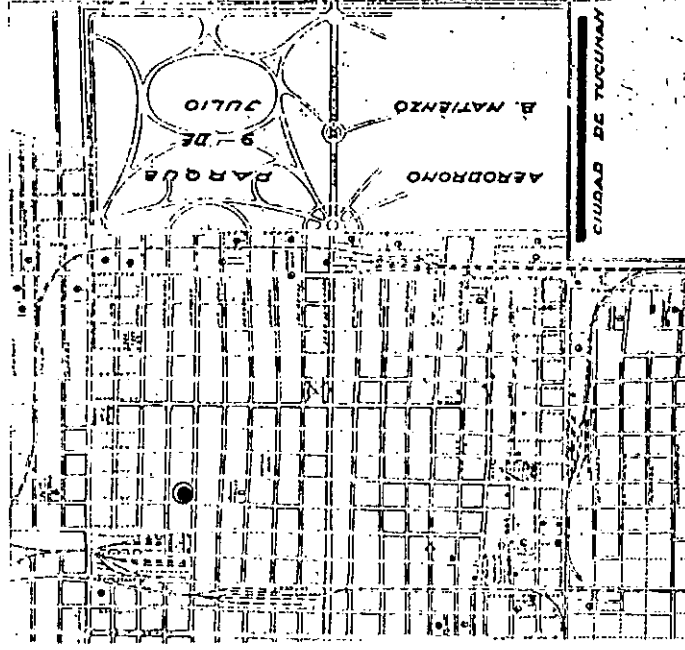 CIUDAD DE TUCUMAN
PARQUE
9 DE
JULIO
AERODROMO
B. MATIENZO